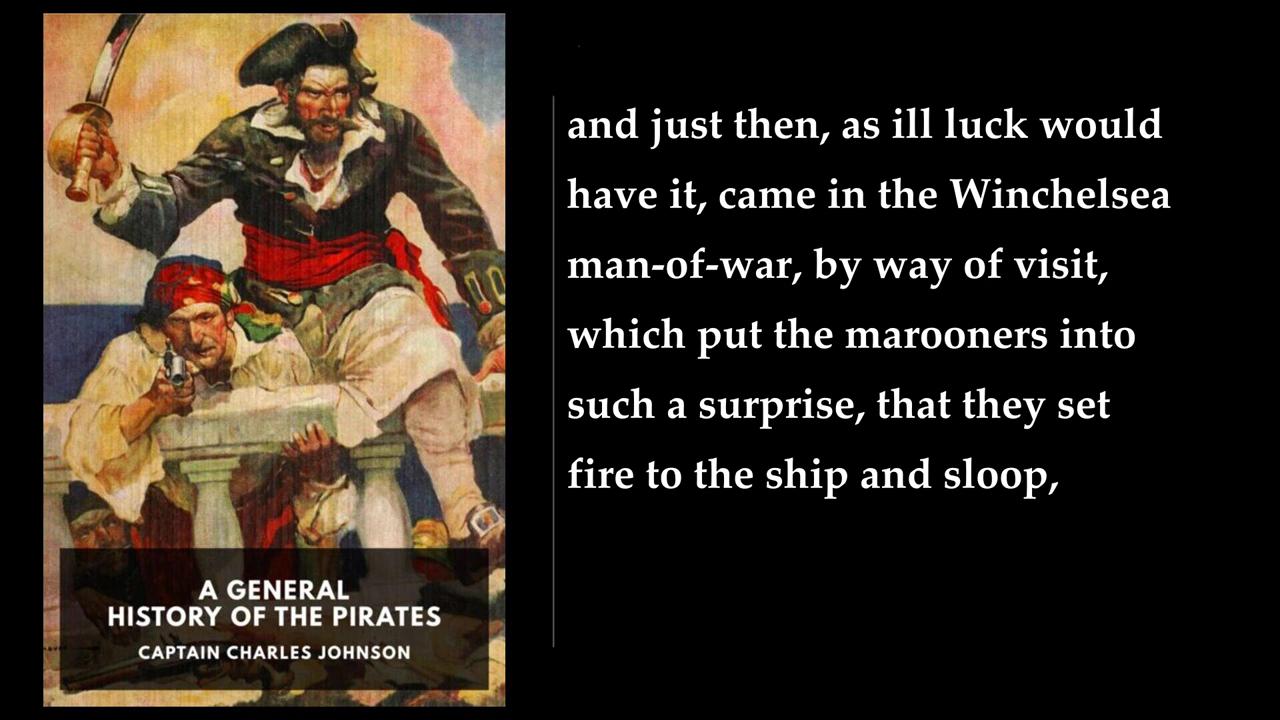 A GENERAL
HISTORY OF THE PIRATES
CAPTAIN CHARLES JOHNSON
and just then, as ill luck would
have it, came in the Winchelsea
man-of-war, by way of visit,
which put the marooners into
such a surprise, that they set
fire to the ship and sloop,